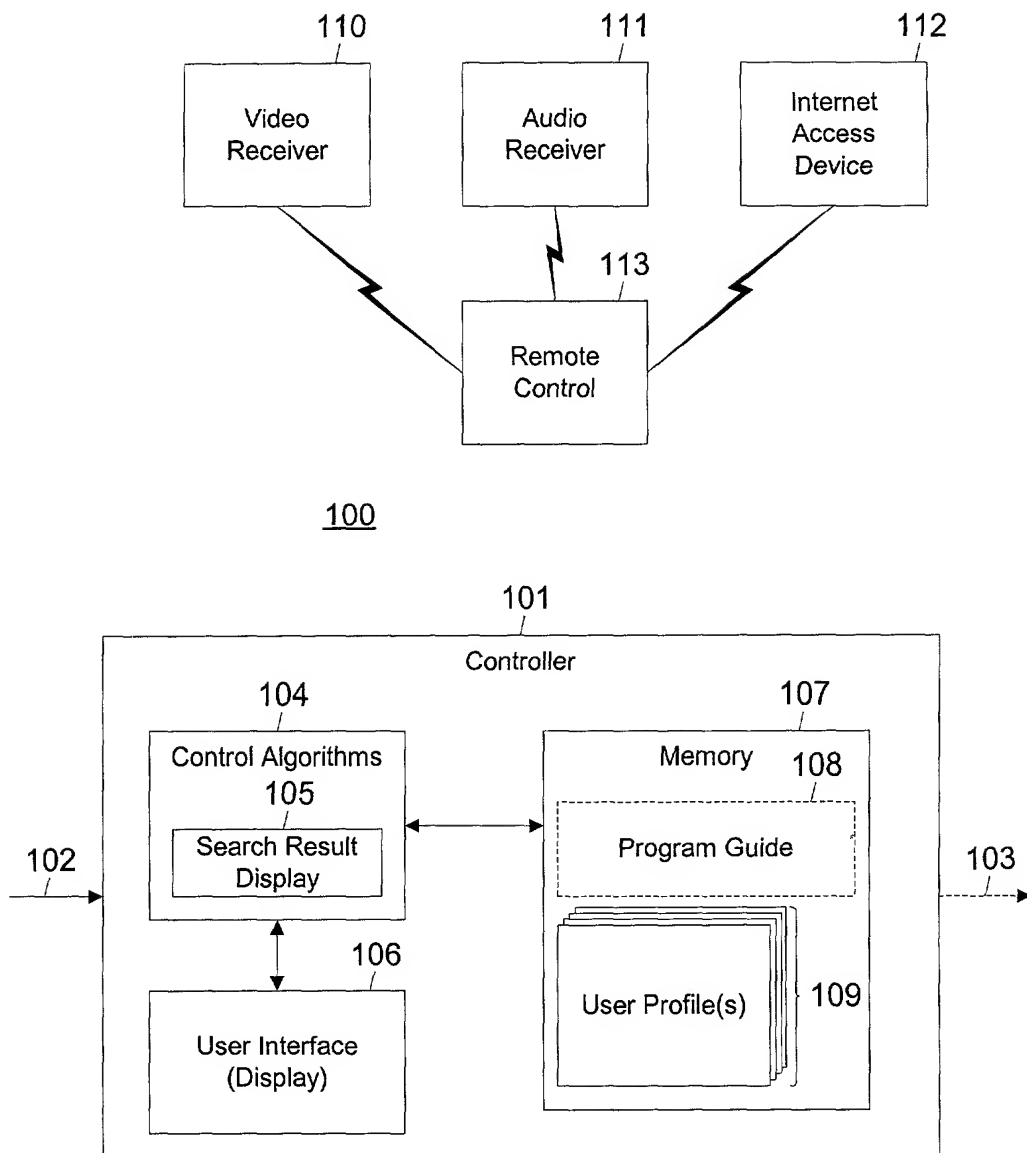 110
111
112
Video
Receiver
Audio
Receiver
Internet
Access
Device
113
Remote
Control
100
101
Controller
104
107
Control Algorithms
Memory
105
108
Search Result
Display
Program Guide
102
103
106
User Profile(s)
109
User Interface
(Display)